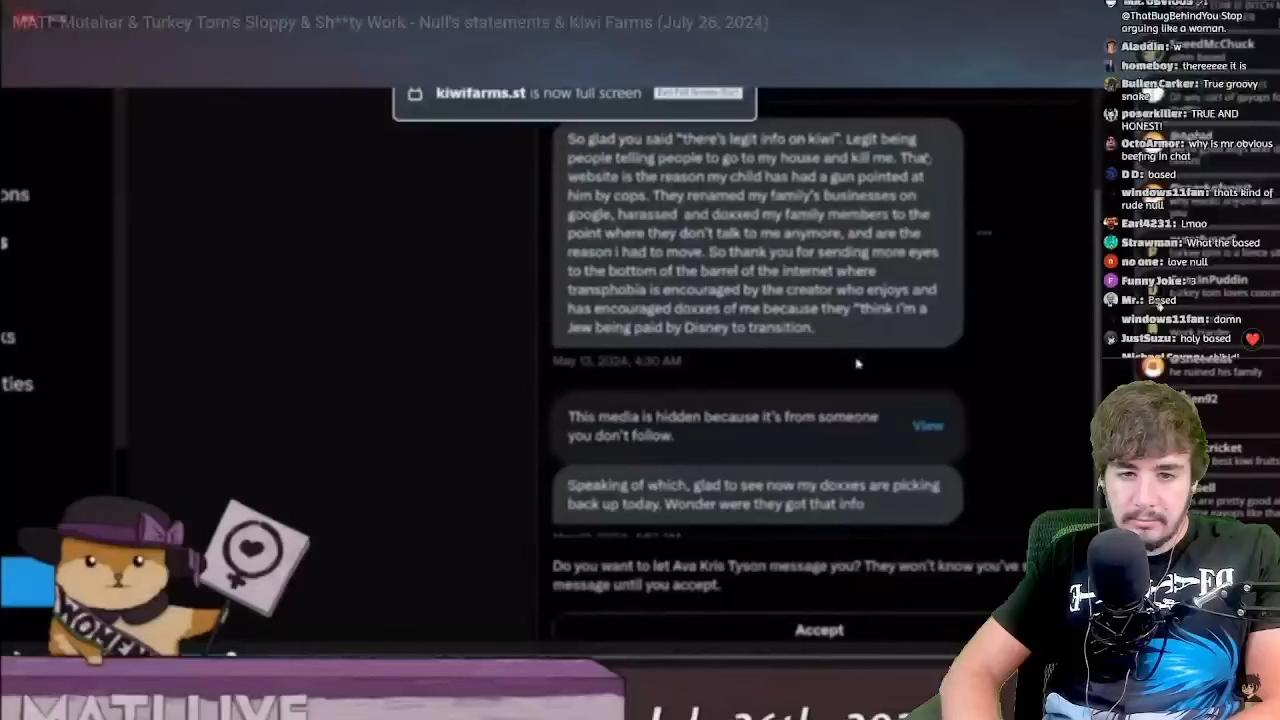 MATI Mutahar & Turkey Tom's Sloppy & Sh**ty Work - Null's statements & Kiwi Farms (July 26, 2024)
kiwifarms.st is now full screen
So glad you said "there's legit info on kiwi". Legit being
people telling people to go to my house and kill me. That
website is the reason my child has had a gun pointed at
him by cops. They renamed my family's businesses on
google, harassed and doxxed my family members to the
point where they don't talk to me anymore, and are the
reason i had to move. So thank you for sending more eyes
to the bottom of the barrel of the internet where
transphobia is encouraged by the creator who enjoys and
has encouraged doxxes of me because they "think I'm a
Jew being paid by Disney to transition.
May 13, 2024, 4:30 AM
This media is hidden because it's from someone
you don't follow.
View
Speaking of which, glad to see now my doxxes are picking
back up today. Wonder were they got that info
Do you want to let Ava Kris Tyson message you? They won't know you've
message until you accept.
Accept
ons
s
ks
ties
WOMEN
MATI LIVE
July 26th, 202
@ThatBugBehindYou Stop
arguing like a woman.
Aladdin: w
homeboy: thereeeee it is
Bullen Carker: True groovy
snake
poserkiller: TRUE AND
HONEST!
OctoArmor: why is mr obvious
beefing in chat
D D: based
windows11fan: thats kind of
rude null
Earl4231: Lmao
Strawman: What the based
no one: love null
FunnyJoke: :3
Mr.: Based
windows11fan: damn
JustSuzu: holy based
he ruined his family